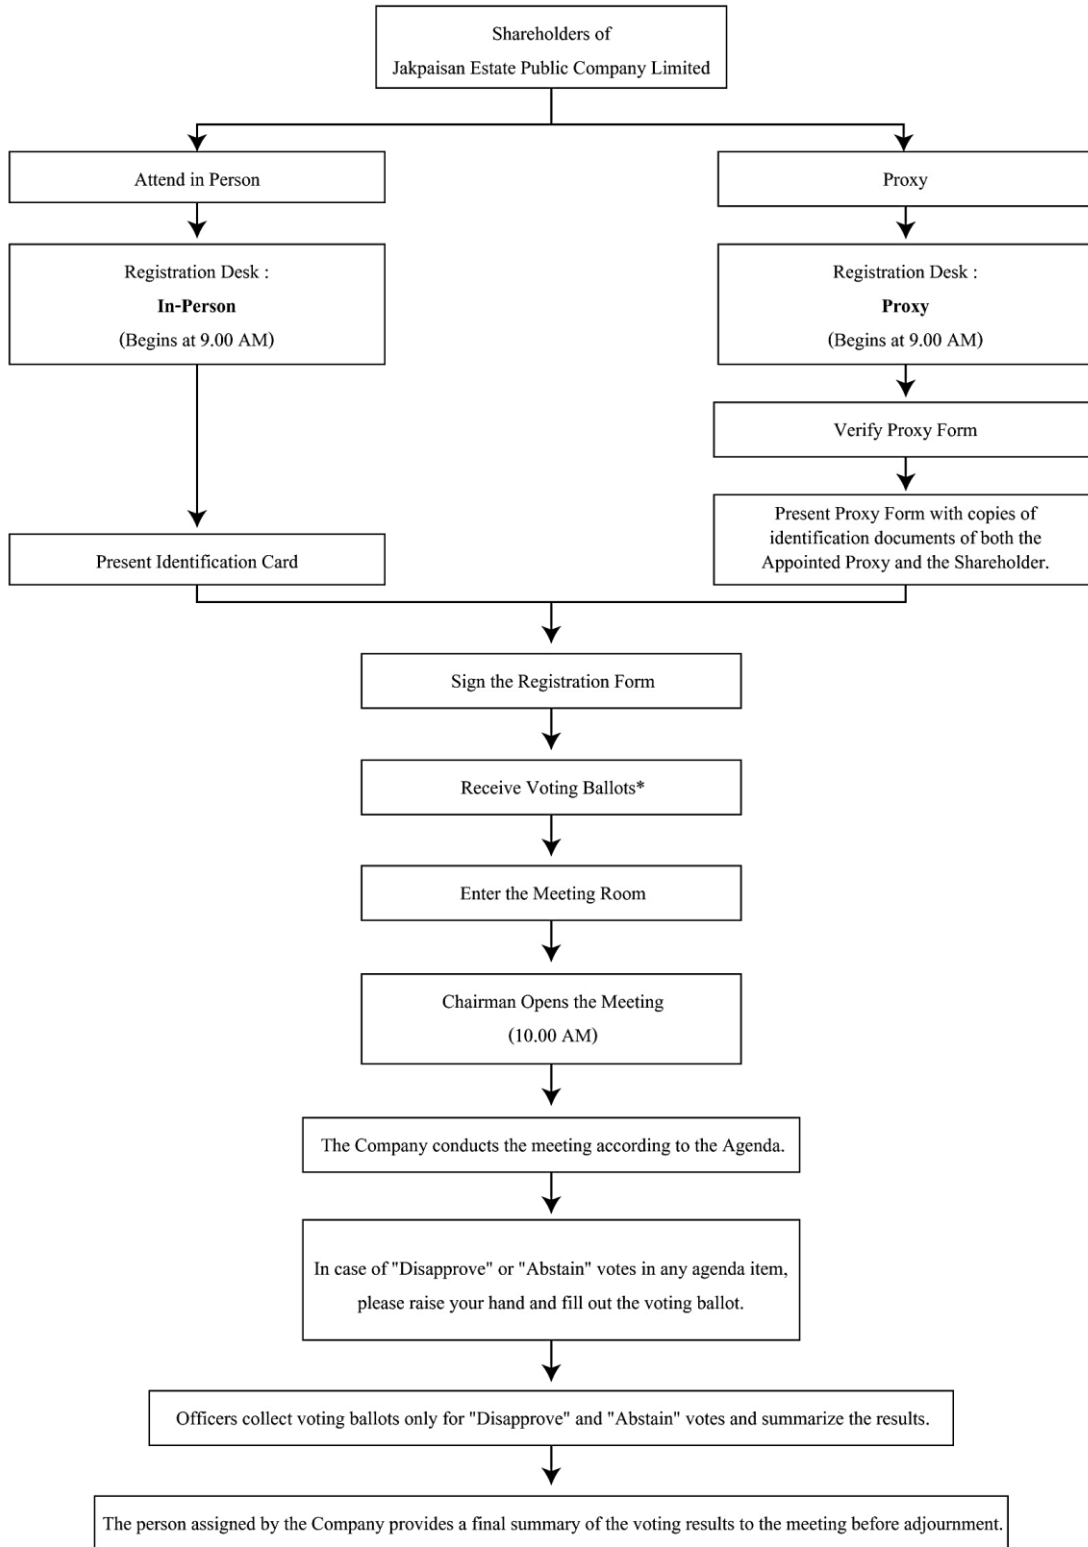 Shareholders of
Jakpaisan Estate Public Company Limited
Attend in Person
Proxy
Registration Desk :
In-Person
(Begins at 9.00 AM)
Registration Desk :
Proxy
(Begins at 9.00 AM)
Verify Proxy Form
Present Identification Card
Present Proxy Form with copies of
identification documents of both the
Appointed Proxy and the Shareholder.
Sign the Registration Form
Receive Voting Ballots*
Enter the Meeting Room
Chairman Opens the Meeting
(10.00 AM)
The Company conducts the meeting according to the Agenda.
In case of "Disapprove" or "Abstain" votes in any agenda item,
please raise your hand and fill out the voting ballot.
Officers collect voting ballots only for "Disapprove" and "Abstain" votes and summarize the results.
The person assigned by the Company provides a final summary of the voting results to the meeting before adjournment.